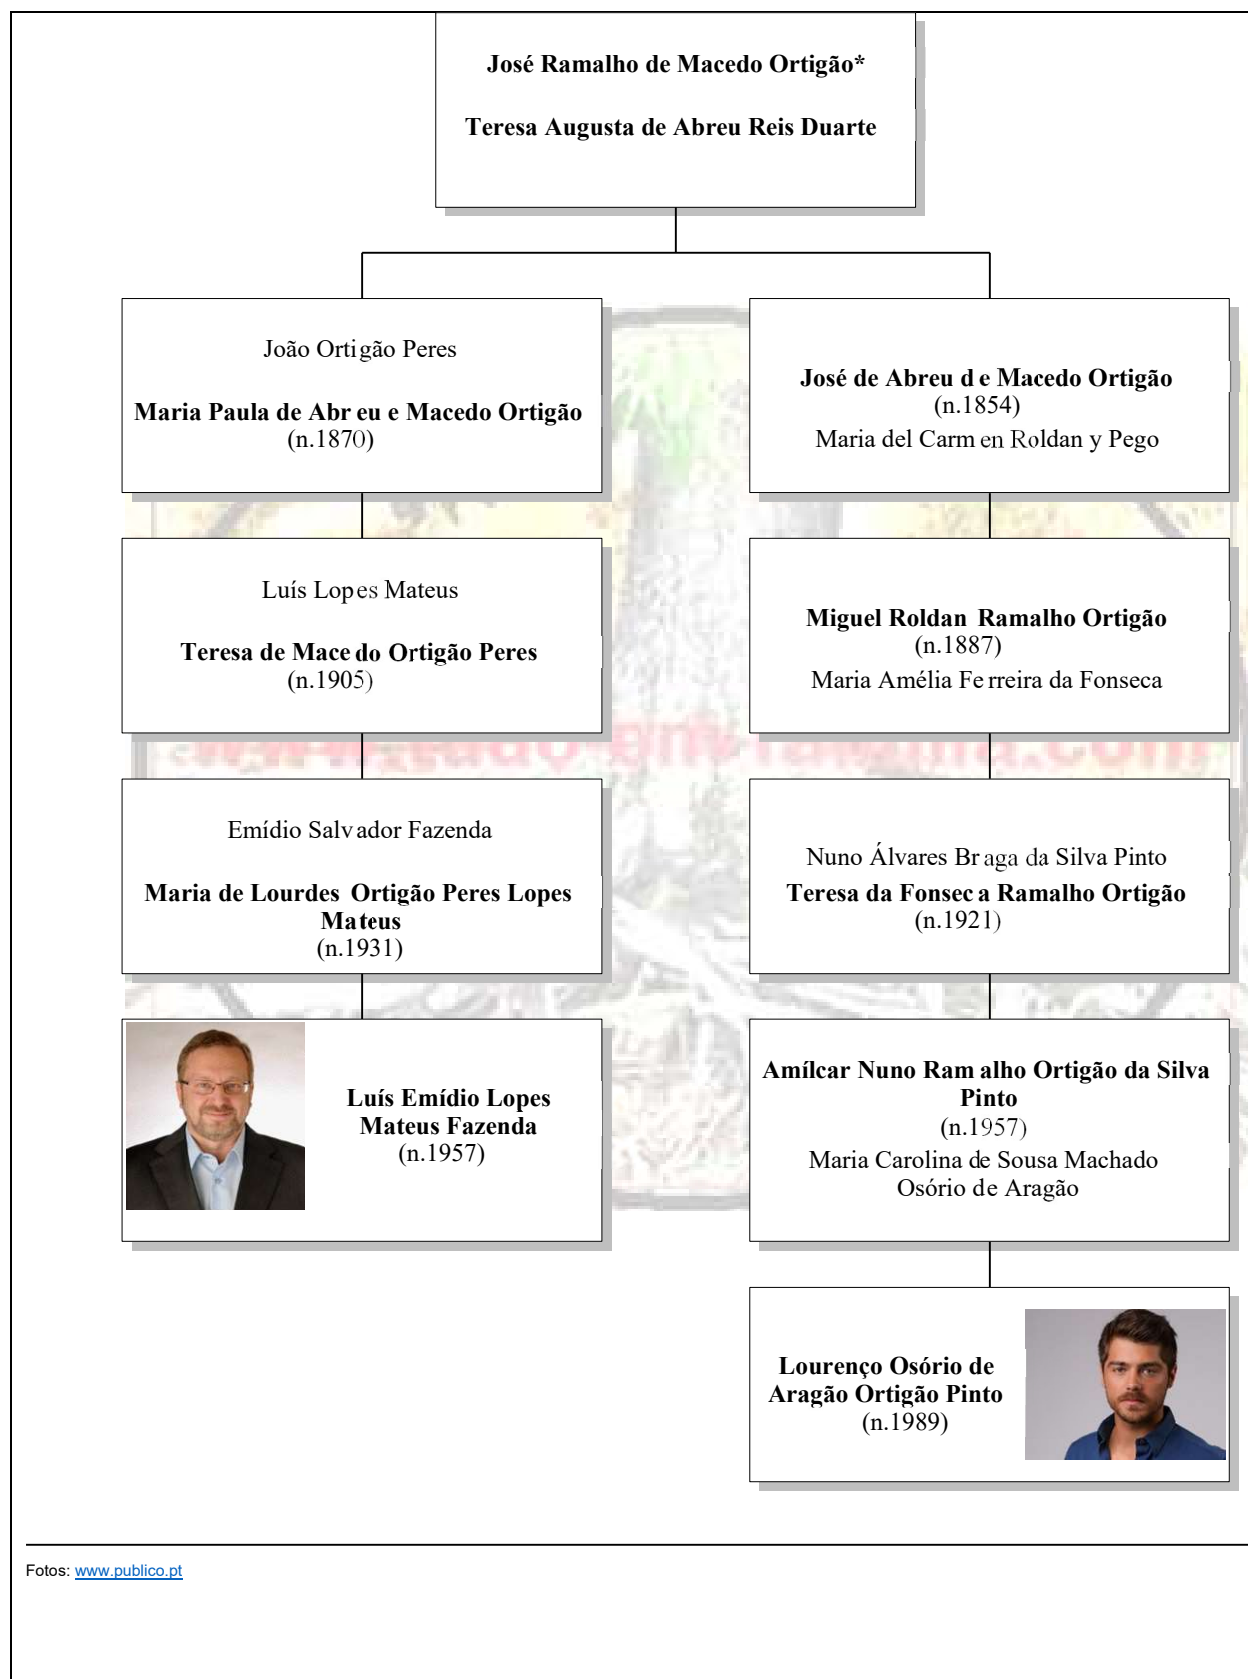 José Ramalho de Macedo Ortigão*
Teresa Augusta de Abreu Reis Duarte
João Ortigão Peres
Maria Paula de Abreu e Macedo Ortigão
(n.1870)
José de Abreu de Macedo Ortigão
(n.1854)
Maria del Carmen Roldan y Pego
Luís Lopes Mateus
Teresa de Macedo Ortigão Peres
(n.1905)
Miguel Roldan Ramalho Ortigão
(n.1887)
Maria Amélia Ferreira da Fonseca
www.tudo-em-familia.com
Emídio Salvador Fazenda
Maria de Lourdes Ortigão Peres Lopes
Mateus
(n.1931)
Nuno Álvares Braga da Silva Pinto
Teresa da Fonseca Ramalho Ortigão
(n.1921)
Luís Emídio Lopes
Mateus Fazenda
(n.1957)
Amílcar Nuno Ramalho Ortigão da Silva
Pinto
(n.1957)
Maria Carolina de Sousa Machado
Osório de Aragão
Lourenço Osório de
Aragão Ortigão Pinto
(n.1989)
Fotos: www.publico.pt